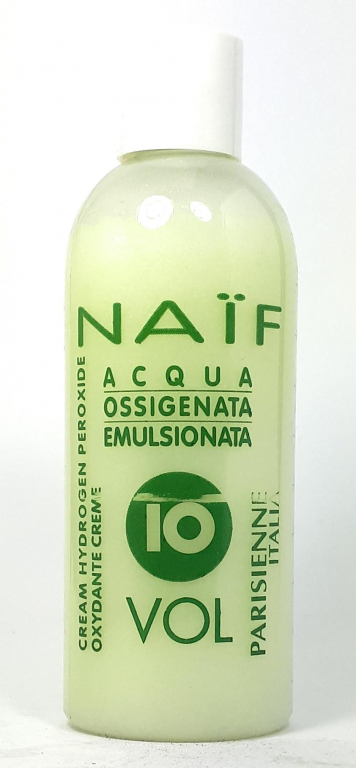 NAÏF
ACQUA
OSSIGENATA
EMULSIONATA
10
VOL
CREAM HYDROGEN PEROXIDE
OXYDANTE CREME
PARISIENNE
ITALIA